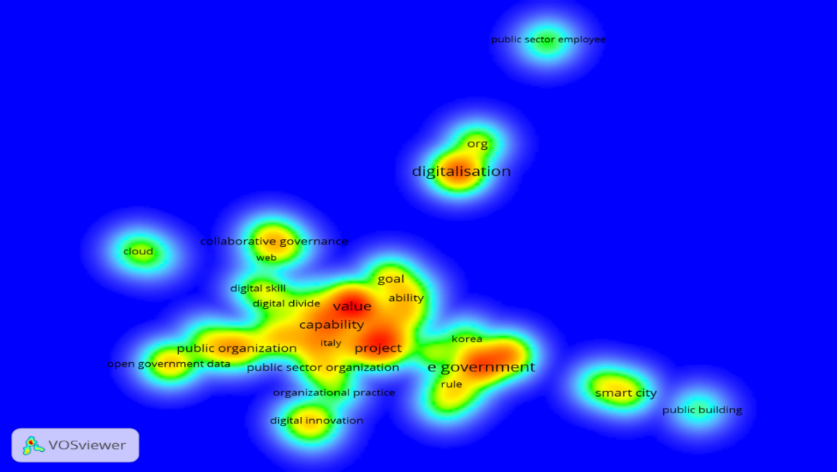 public sector employee
org
digitalisation
collaborative governance
cloud
web
goal
digital skill
ability
digital divide
value
capability
korea
italy
public organization
project
open government data
public sector organization
e government
rule
organizational practice
smart city
public building
digital innovation
VOSviewer